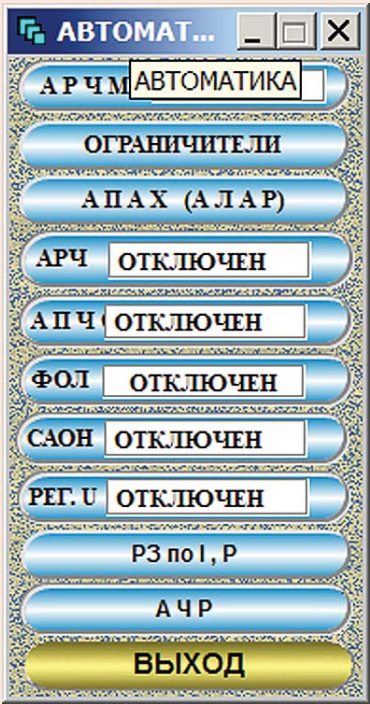 АВТОМАТ...
АВТОМАТИКА
А Р Ч М
ОГРАНИЧИТЕЛИ
А П А Х (А Л А Р)
АРЧ ОТКЛЮЧЕН
А П Ч ОТКЛЮЧЕН
ФОЛ ОТКЛЮЧЕН
САОН ОТКЛЮЧЕН
РЕГ. U ОТКЛЮЧЕН
РЗ по I , Р
А Ч Р
ВЫХОД